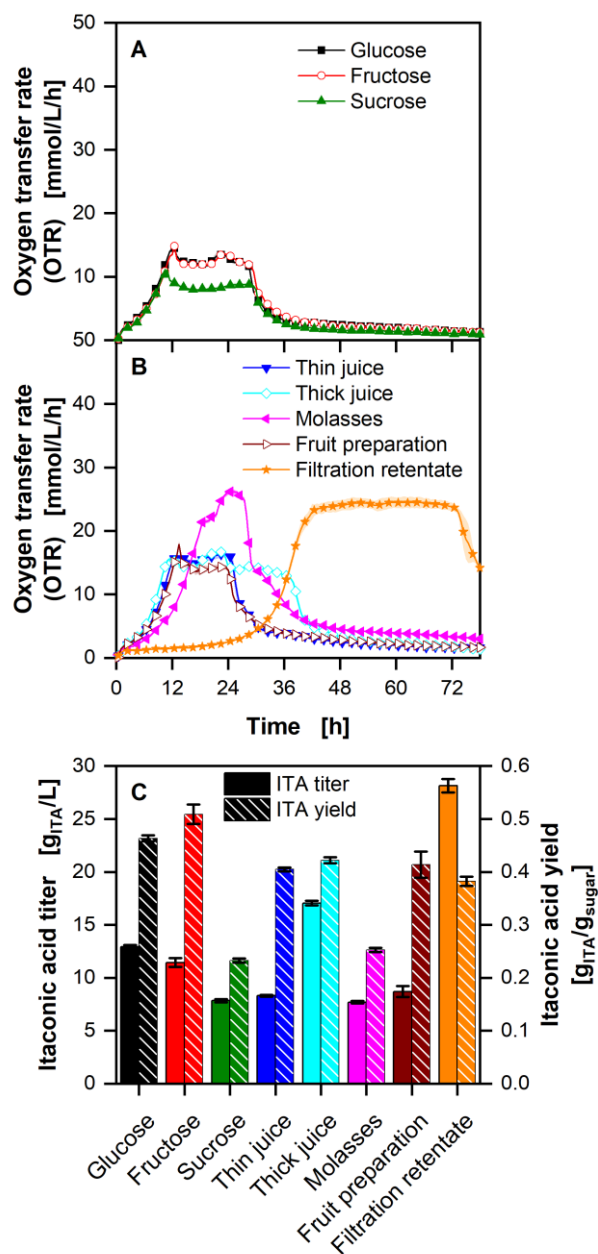 A
Glucose
Fructose
Sucrose
Oxygen transfer rate
(OTR) [mmol/L/h]
50
40
30
20
10
50
B
Thin juice
Thick juice
Molasses
Fruit preparation
Filtration retentate
Oxygen transfer rate
(OTR) [mmol/L/h]
40
30
20
10
0
0 12 24 36 48 60 72
Time [h]
C
ITA titer
ITA yield
Itaconic acid titer [gITA/L]
30
25
20
15
10
5
0
0.6
0.5
0.4
0.3
0.2
0.1
0.0
Itaconic acid yield
[gITA/gsugar]
Glucose
Fructose
Sucrose
Thin juice
Thick juice
Molasses
Fruit preparation
Filtration retentate